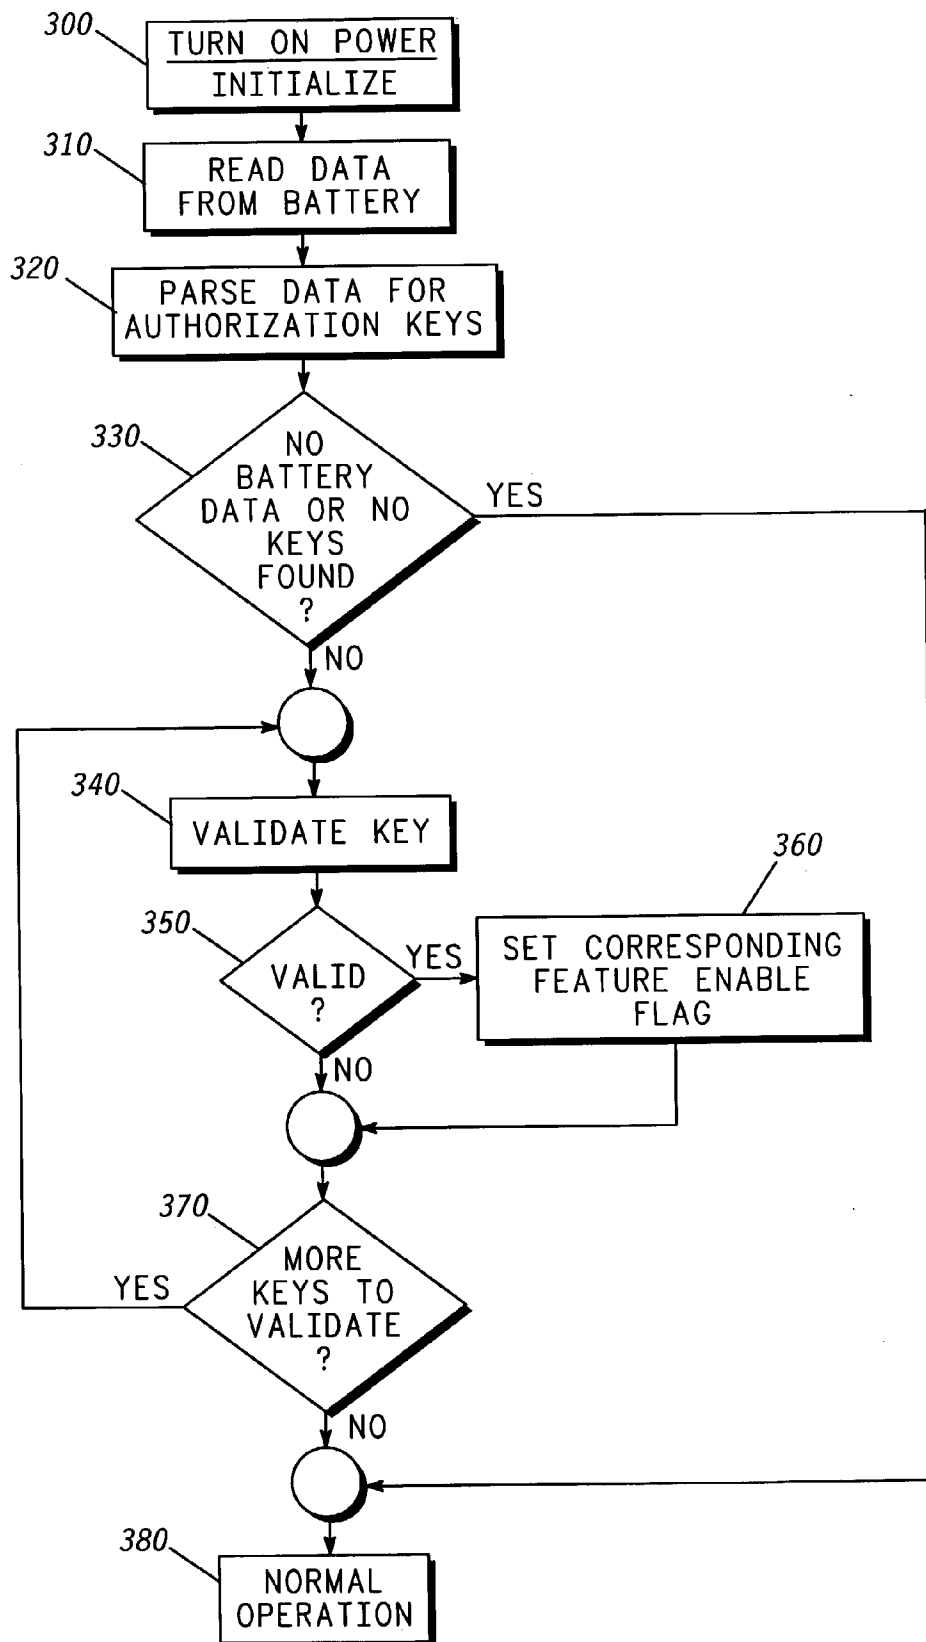 300
TURN ON POWER
INITIALIZE
310
READ DATA
FROM BATTERY
320
PARSE DATA FOR
AUTHORIZATION KEYS
330
NO
BATTERY
DATA OR NO
KEYS
FOUND
?
YES
NO
340
VALIDATE KEY
350
VALID
?
YES
360
SET CORRESPONDING
FEATURE ENABLE
FLAG
NO
370
MORE
KEYS TO
VALIDATE
?
YES
NO
380
NORMAL
OPERATION